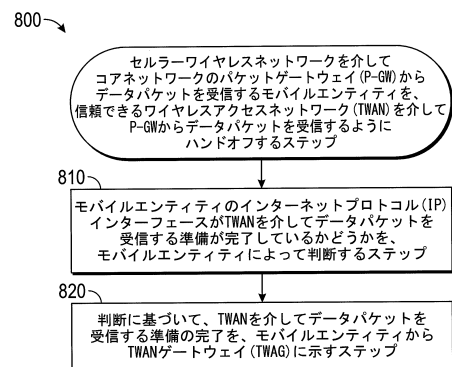 800
セルラーワイヤレスネットワークを介して
コアネットワークのパケットゲートウェイ(P-GW)から
データパケットを受信するモバイルエンティティを、
信頼できるワイヤレスアクセスネットワーク(TWAN)を介して
P-GWからデータパケットを受信するように
ハンドオフするステップ
810
モバイルエンティティのインターネットプロトコル(IP)
インターフェースがTWANを介してデータパケットを
受信する準備が完了しているかどうかを、
モバイルエンティティによって判断するステップ
820
判断に基づいて、TWANを介してデータパケットを
受信する準備の完了を、モバイルエンティティから
TWANゲートウェイ(TWAG)に示すステップ